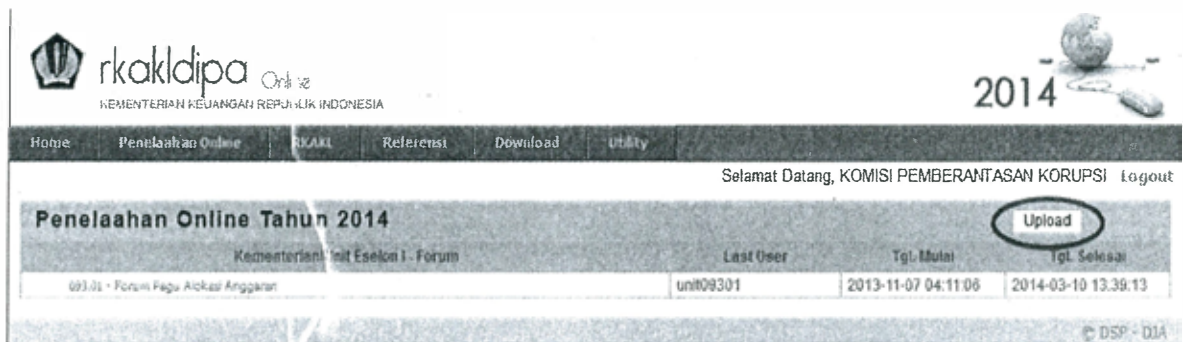 rkakldipa Online
2014
KEMENTERIAN KEUANGAN REPUBLIK INDONESIA
Home Penelaahan Online RKAKL Referensi Download Utility
Selamat Datang, KOMISI PEMBERANTASAN KORUPSI Logout
Penelaahan Online Tahun 2014 Upload
Kementerian/Unit Eselon I - Forum Last User Tgl. Mulai Tgl. Selesai
093.01 - Forum Pagu Alokasi Anggaran unit09301 2013-11-07 04:11:06 2014-03-10 13:39:13
© DSP - DJA